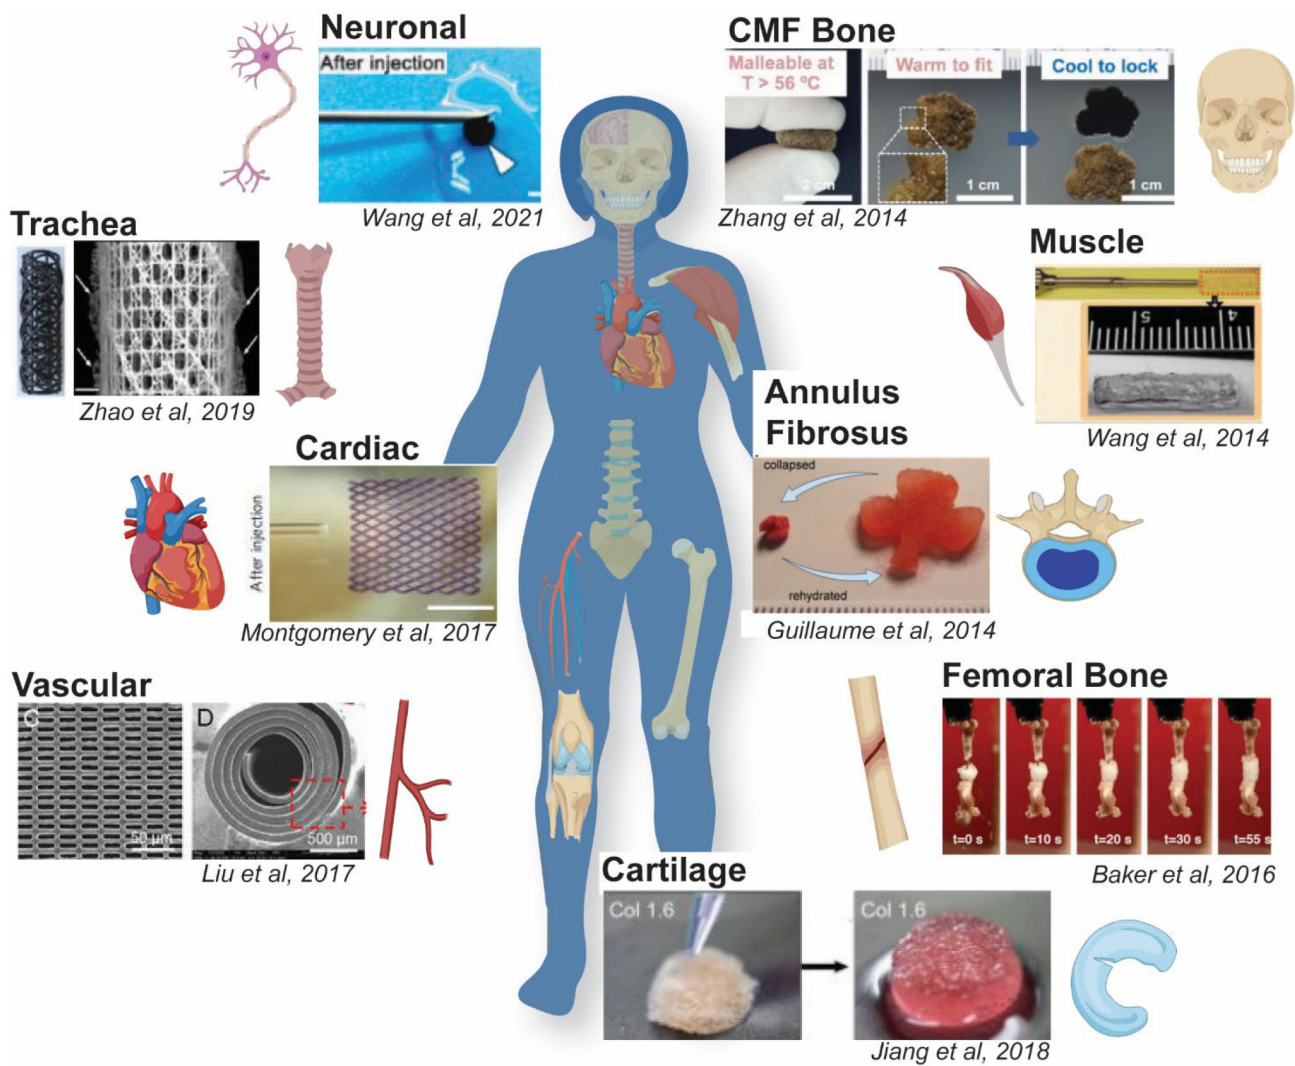 Neuronal
After injection
Wang et al, 2021
CMF Bone
Malleable at
T > 56 ºC
2 cm
Warm to fit
1 cm
Cool to lock
1 cm
Zhang et al, 2014
Trachea
Zhao et al, 2019
Muscle
5
4
Wang et al, 2014
Cardiac
After injection
Montgomery et al, 2017
Annulus
Fibrosus
collapsed
rehydrated
Guillaume et al, 2014
Vascular
C
50 µm
D
500 µm
Liu et al, 2017
Femoral Bone
t=0 s
t=10 s
t=20 s
t=30 s
t=55 s
Baker et al, 2016
Cartilage
Col 1.6
Col 1.6
Jiang et al, 2018